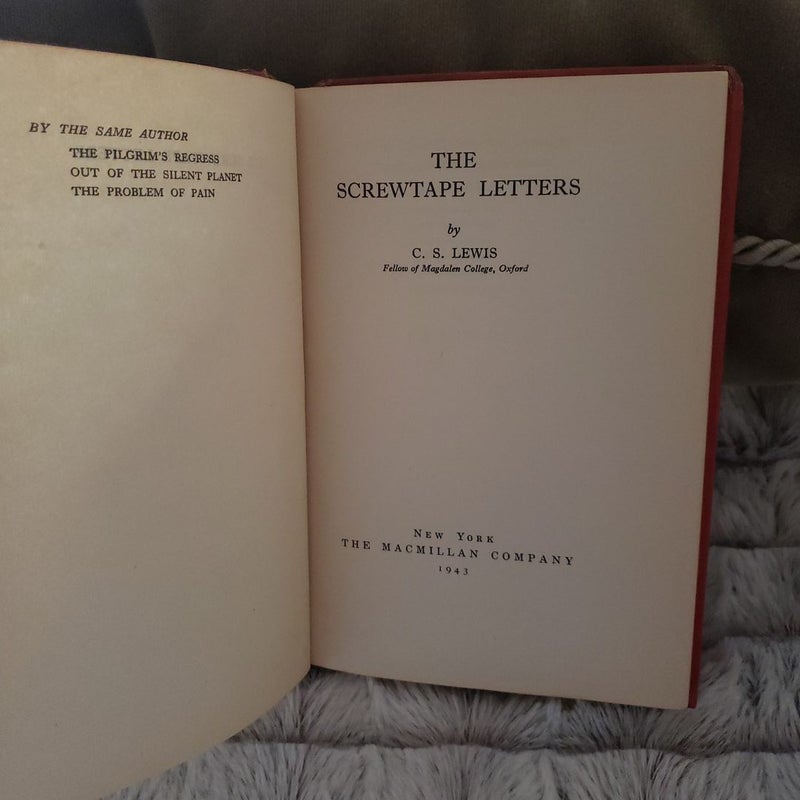 BY THE SAME AUTHOR
THE PILGRIM'S REGRESS
OUT OF THE SILENT PLANET
THE PROBLEM OF PAIN
THE
SCREWTAPE LETTERS
by
C. S. LEWIS
Fellow of Magdalen College, Oxford
NEW YORK
THE MACMILLAN COMPANY
1943